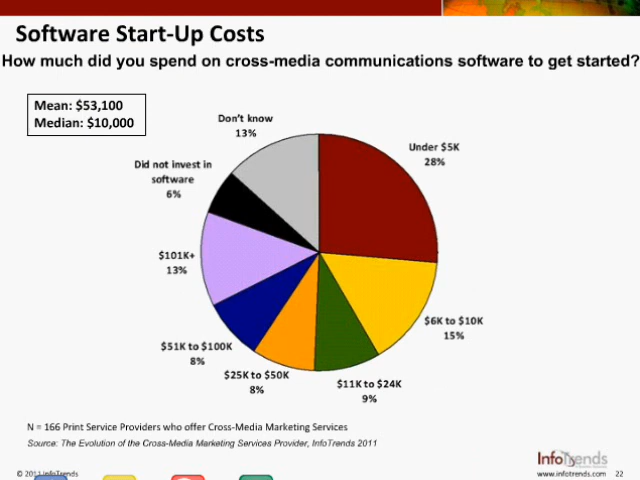 Software Start-Up Costs
How much did you spend on cross-media communications software to get started?
Mean: $53,100
Median: $10,000
Don't know
13%
Under $5K
28%
Did not invest in
software
6%
$101K+
13%
$6K to $10K
15%
$51K to $100K
8%
$25K to $50K
8%
$11K to $24K
9%
N = 166 Print Service Providers who offer Cross-Media Marketing Services
Source: The Evolution of the Cross-Media Marketing Services Provider, InfoTrends 2011
InfoTrends
© 2011 InfoTrends
www.infotrends.com 22